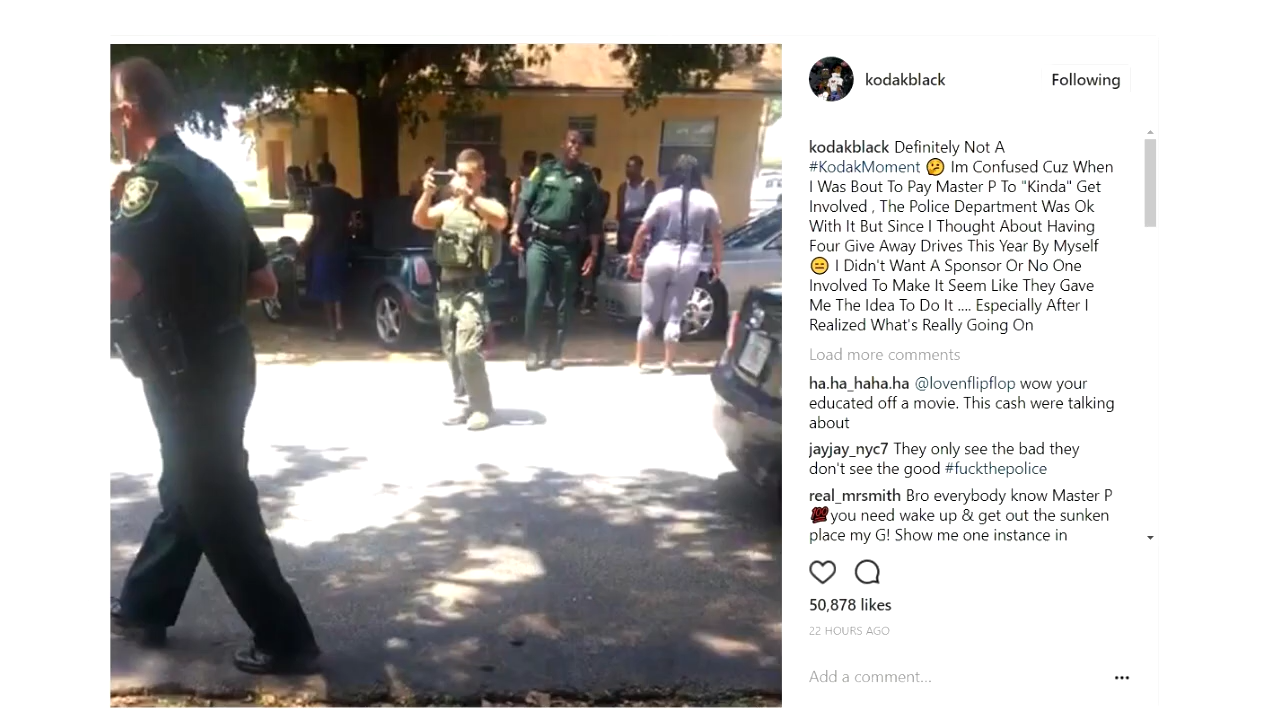 kodakblack
Following
kodakblack Definitely Not A
#KodakMoment 🤔 Im Confused Cuz When
I Was Bout To Pay Master P To "Kinda" Get
Involved , The Police Department Was Ok
With It But Since I Thought About Having
Four Give Away Drives This Year By Myself
😑 I Didn't Want A Sponsor Or No One
Involved To Make It Seem Like They Gave
Me The Idea To Do It .... Especially After I
Realized What's Really Going On
Load more comments
ha.ha_haha.ha @lovenflipflop wow your
educated off a movie. This cash were talking
about
jayjay_nyc7 They only see the bad they
don't see the good #fuckthepolice
real_mrsmith Bro everybody know Master P
💯you need wake up & get out the sunken
place my G! Show me one instance in
50,878 likes
22 HOURS AGO
Add a comment...